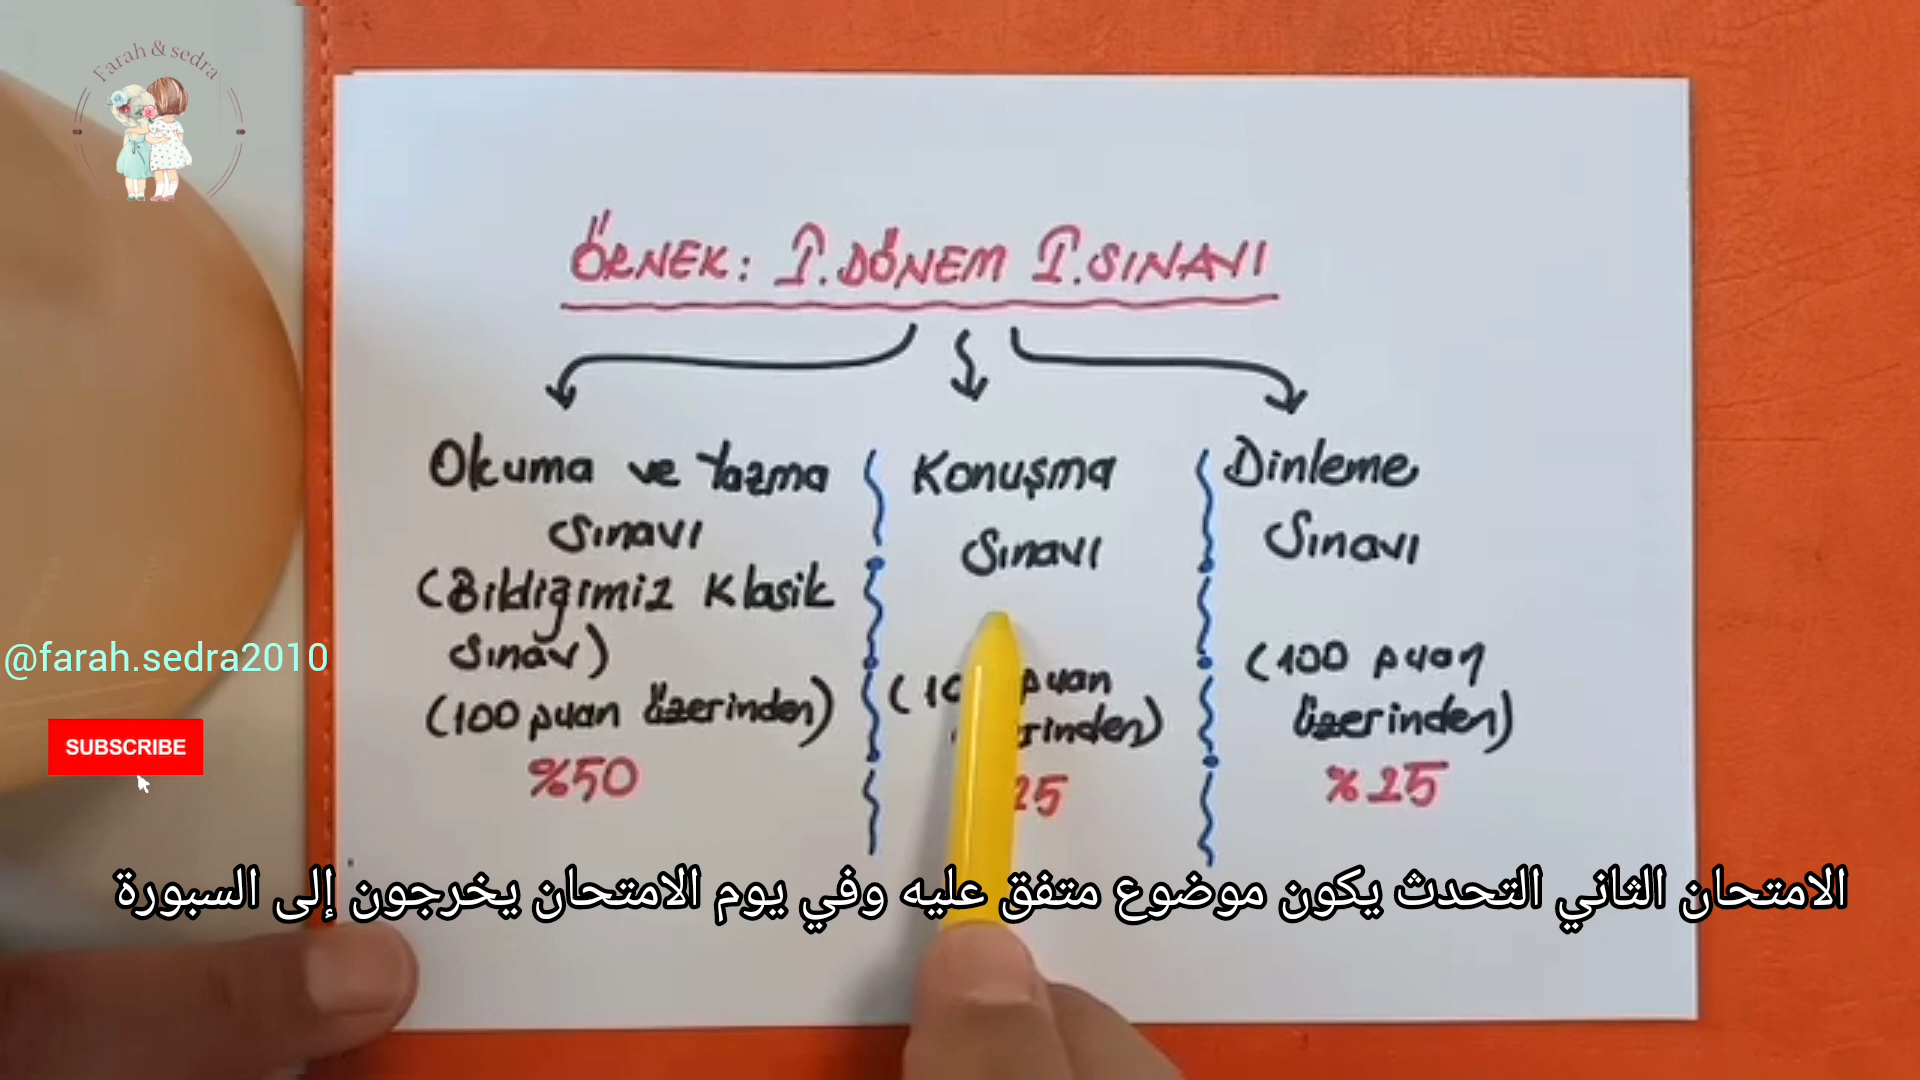 Farah & sedra
ÖRNEK: I.DÖNEM I.SINAVI
Okuma ve Yazma
Sınavı
(Bildiğimiz Klasik
Sınav)
(100 puan üzerinden)
%50
Konuşma
Sınavı
puan
25
Dinleme
Sınavı
(100 puan
üzerinden)
%25
@farah.sedra2010
SUBSCRIBE
الامتحان الثاني التحدث يكون موضوع متفق عليه وفي يوم الامتحان يخرجون إلى السبورة